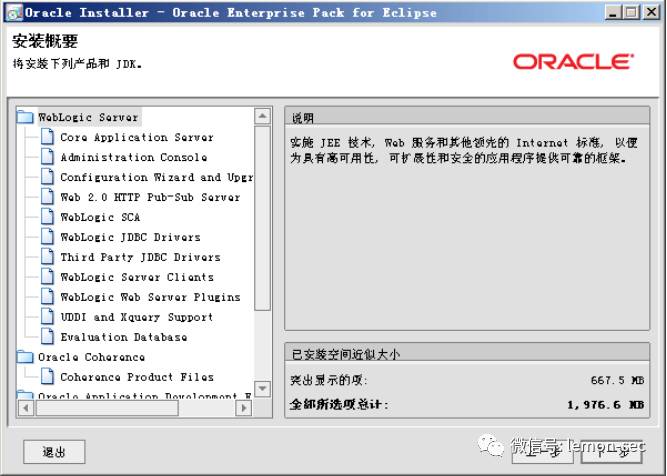 Oracle Installer - Oracle Enterprise Pack for Eclipse
安装概要
将安装下列产品和 JDK。
ORACLE
WebLogic Server
Core Application Server
Administration Console
Configuration Wizard and Upgr
Web 2.0 HTTP Pub-Sub Server
WebLogic SCA
WebLogic JDBC Drivers
Third Party JDBC Drivers
WebLogic Server Clients
WebLogic Web Server Plugins
UDDI and Xquery Support
Evaluation Database
Oracle Coherence
Coherence Product Files
Oracle Application Development F
说明
实施 JEE 技术, Web 服务和其他领先的 Internet 标准, 以便
为具有高可用性, 可扩展性和安全的应用程序提供可靠的框架。
已安装空间近似大小
突出显示的项: 667.5 MB
全部所选项总计: 1,976.6 MB
退出
上一步
下一步
微信号: lemon-sec